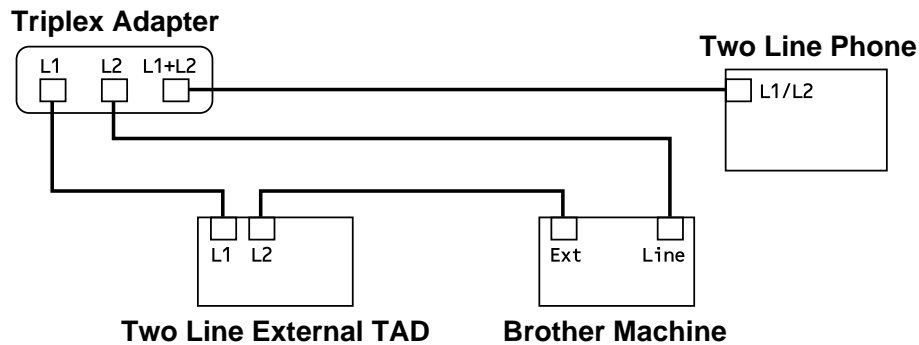 Triplex Adapter
Two Line Phone
L1 L2 L1+L2
L1/L2
L1 L2
Ext Line
Two Line External TAD
Brother Machine